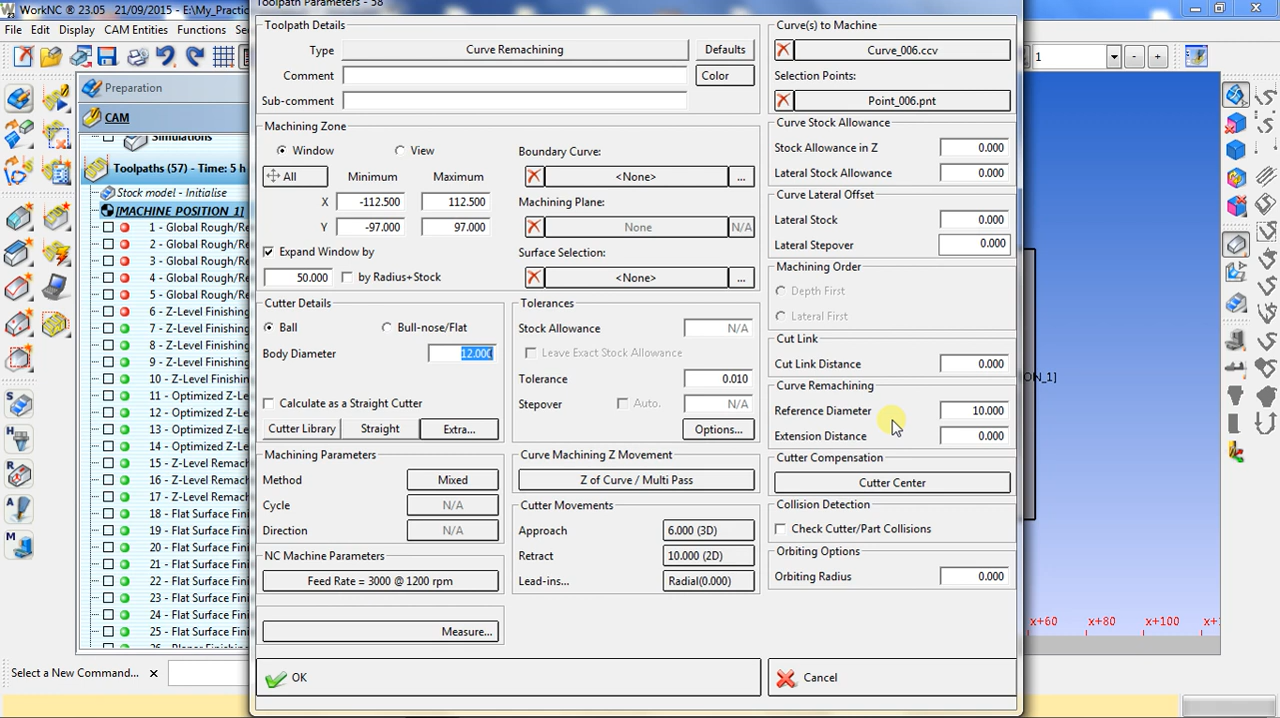 WorkNC ® 23.05 21/09/2015 - E:\My_Practic
Toolpath Parameters - 58
File Edit Display CAM Entities Functions
1
- +
Preparation
CAM
Simulations
Toolpaths (57) - Time: 5 h
Stock model - Initialise
[MACHINE POSITION 1]
1 - Global Rough/Re
2 - Global Rough/Re
3 - Global Rough/Re
4 - Global Rough/Re
5 - Global Rough/Re
6 - Z-Level Finishing
7 - Z-Level Finishing
8 - Z-Level Finishing
9 - Z-Level Finishing
10 - Z-Level Finishing
11 - Optimized Z-Le
12 - Optimized Z-Le
13 - Optimized Z-Le
14 - Optimized Z-Le
15 - Z-Level Remach
17 - Z-Level Remach
18 - Flat Surface Fini
19 - Flat Surface Fini
20 - Flat Surface Fini
21 - Flat Surface Fini
22 - Flat Surface Fini
23 - Flat Surface Fini
24 - Flat Surface Fini
25 - Flat Surface Fini
Select a New Command... ×
Toolpath Details
Type Curve Remachining Defaults
Comment Color
Sub-comment
Machining Zone
Window View
All Minimum Maximum
X -112.500 112.500
Y -97.000 97.000
Expand Window by
50.000 by Radius+Stock
Boundary Curve:
<None> ...
Machining Plane:
None N/A
Surface Selection:
<None> ...
Cutter Details
Ball Bull-nose/Flat
Body Diameter 12.000
Calculate as a Straight Cutter
Cutter Library Straight Extra...
Tolerances
Stock Allowance N/A
Leave Exact Stock Allowance
Tolerance 0.010
Stepover Auto. N/A
Options...
Machining Parameters
Method Mixed
Cycle N/A
Direction N/A
NC Machine Parameters
Feed Rate = 3000 @ 1200 rpm
Measure...
Curve Machining Z Movement
Z of Curve / Multi Pass
Cutter Movements
Approach 6.000 (3D)
Retract 10.000 (2D)
Lead-ins... Radial(0.000)
Curve(s) to Machine
Curve_006.ccv
Selection Points:
Point_006.pnt
Curve Stock Allowance
Stock Allowance in Z 0.000
Lateral Stock Allowance 0.000
Curve Lateral Offset
Lateral Stock 0.000
Lateral Stepover 0.000
Machining Order
Depth First
Lateral First
Cut Link
Cut Link Distance 0.000
Curve Remachining
Reference Diameter 10.000
Extension Distance 0.000
Cutter Compensation
Cutter Center
Collision Detection
Check Cutter/Part Collisions
Orbiting Options
Orbiting Radius 0.000
OK Cancel
N_1]
x+60 x+80 x+100 x+1